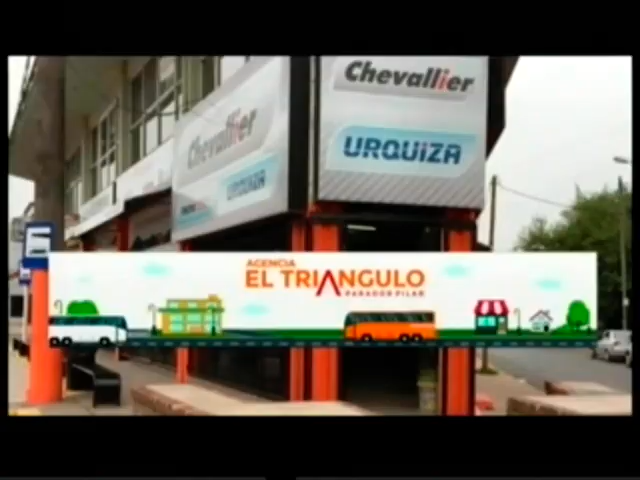 Chevallier
URQUIZA
Chevallier
URQUIZA
AGENCIA
EL TRIANGULO
PARADOR PILAR